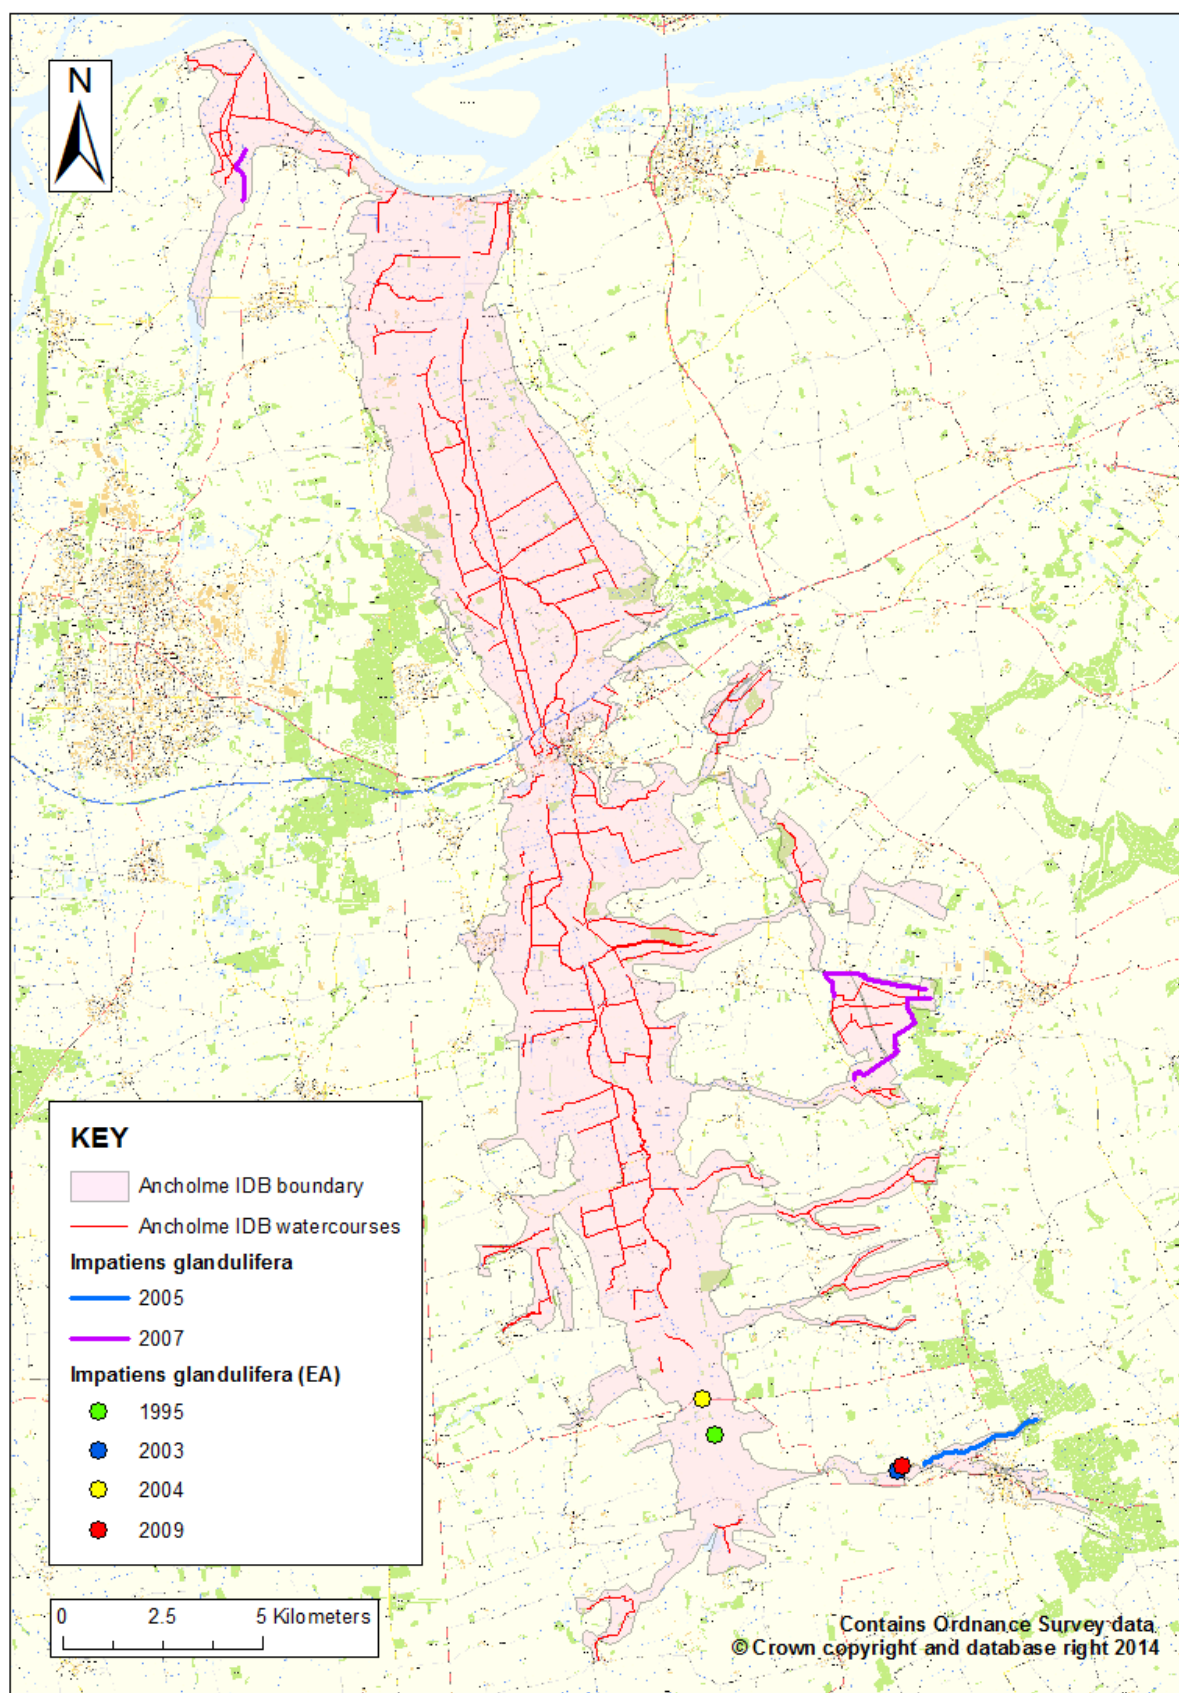 N
KEY
Ancholme IDB boundary
Ancholme IDB watercourses
Impatiens glandulifera
2005
2007
Impatiens glandulifera (EA)
1995
2003
2004
2009
0 2.5 5 Kilometers
Contains Ordnance Survey data
© Crown copyright and database right 2014